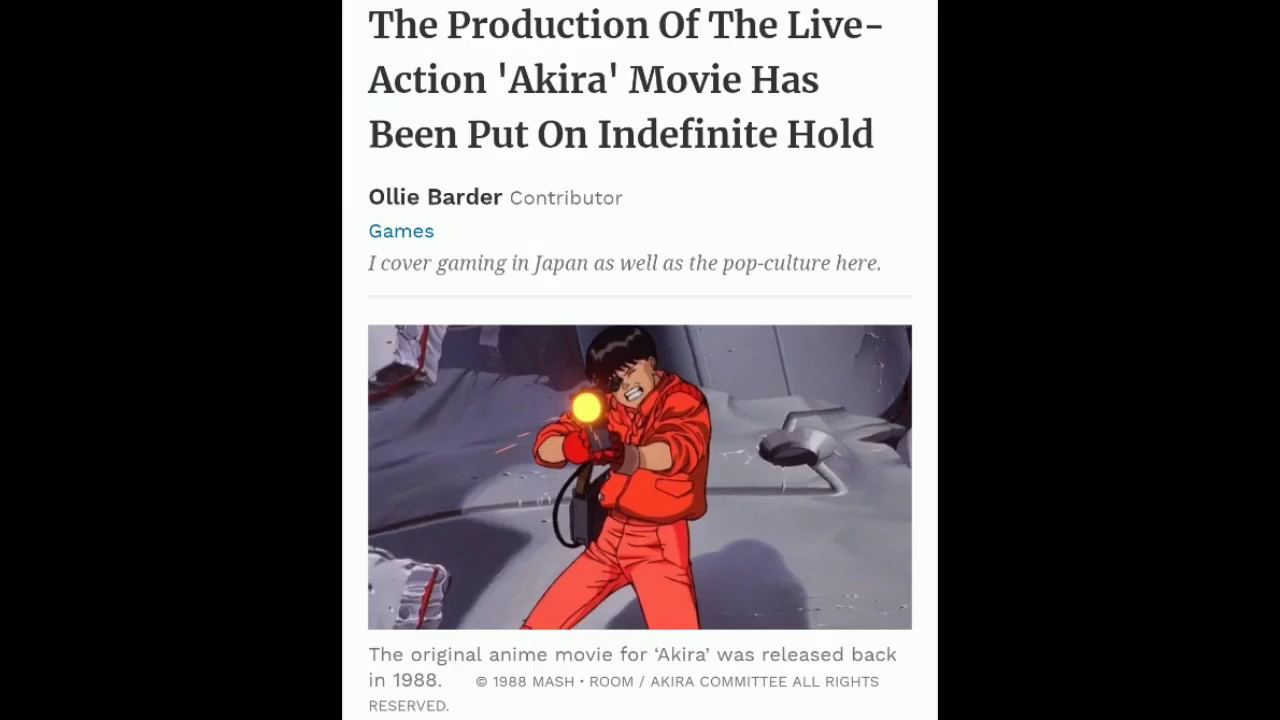 The Production Of The Live-
Action 'Akira' Movie Has
Been Put On Indefinite Hold
Ollie Barder Contributor
Games
I cover gaming in Japan as well as the pop-culture here.
The original anime movie for ‘Akira’ was released back
in 1988. © 1988 MASH • ROOM / AKIRA COMMITTEE ALL RIGHTS
RESERVED.